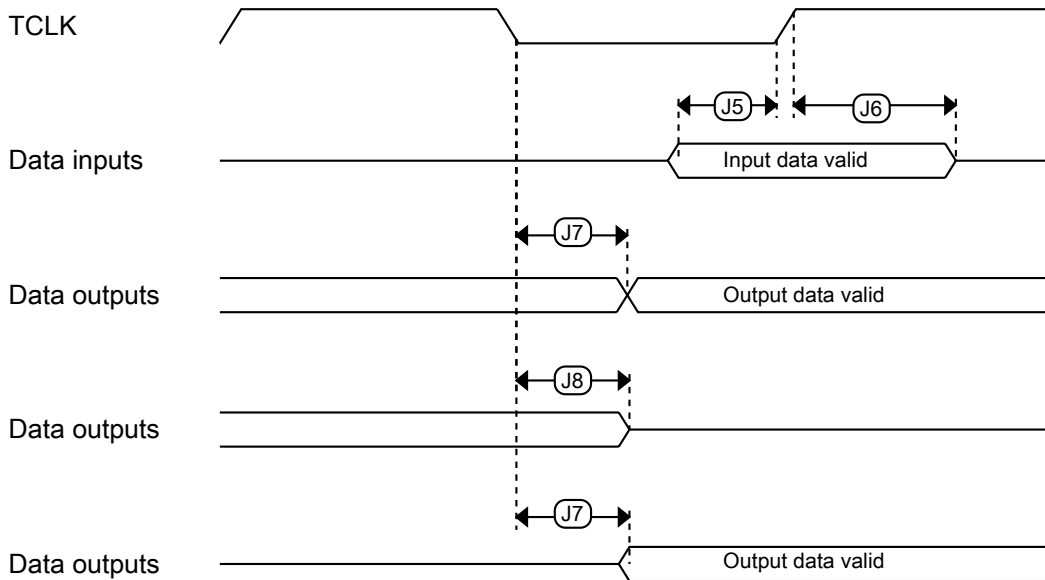 TCLK
J5
J6
Data inputs
Input data valid
J7
Data outputs
Output data valid
J8
Data outputs
J7
Data outputs
Output data valid